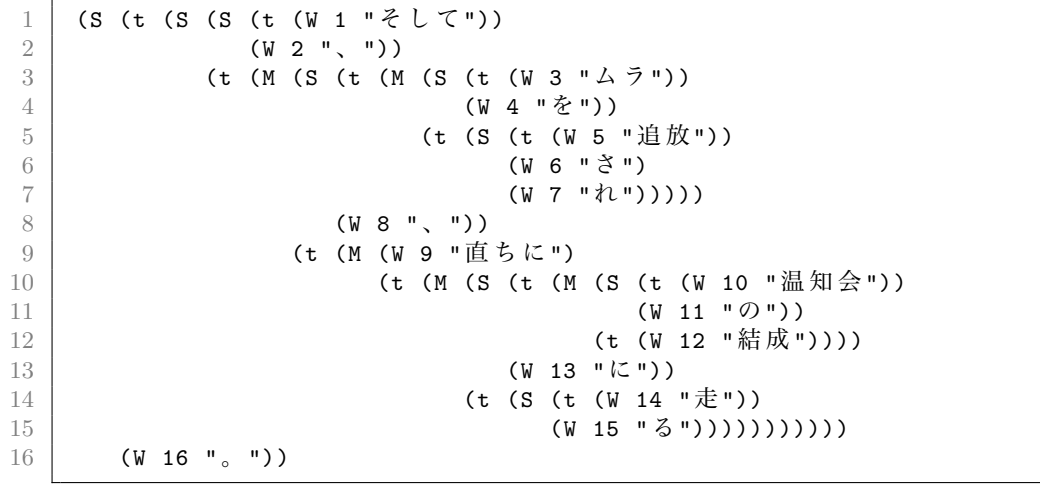 1 (S (t (S (S (t (W 1 "そして"))
2 (W 2 "、"))
3 (t (M (S (t (M (S (t (W 3 "ムラ"))
4 (W 4 "を"))
5 (t (S (t (W 5 "追放"))
6 (W 6 "さ")
7 (W 7 "れ")))))
8 (W 8 "、"))
9 (t (M (W 9 "直ちに")
10 (t (M (S (t (M (S (t (W 10 "温知会"))
11 (W 11 "の"))
12 (t (W 12 "結成"))))
13 (W 13 "に"))
14 (t (S (t (W 14 "走"))
15 (W 15 "る")))))))))))
16 (W 16 "。"))